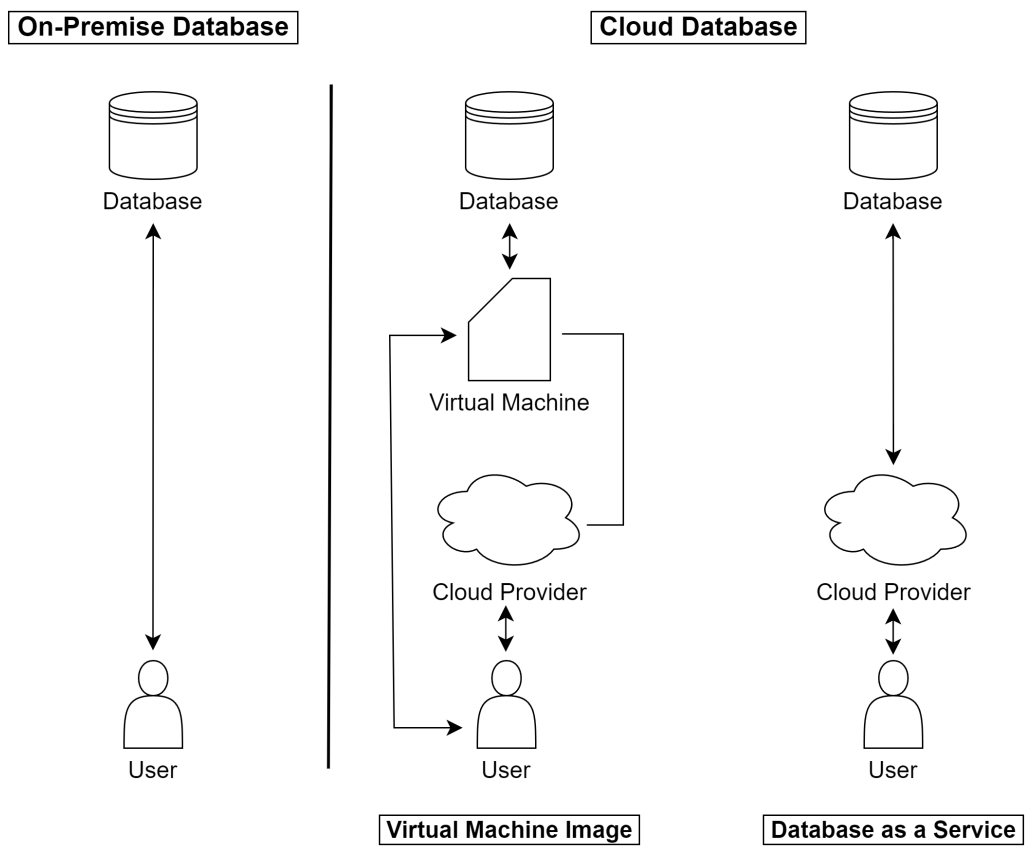 On-Premise Database
Cloud Database
Database
Database
Database
Virtual Machine
Cloud Provider
Cloud Provider
User
User
User
Virtual Machine Image
Database as a Service